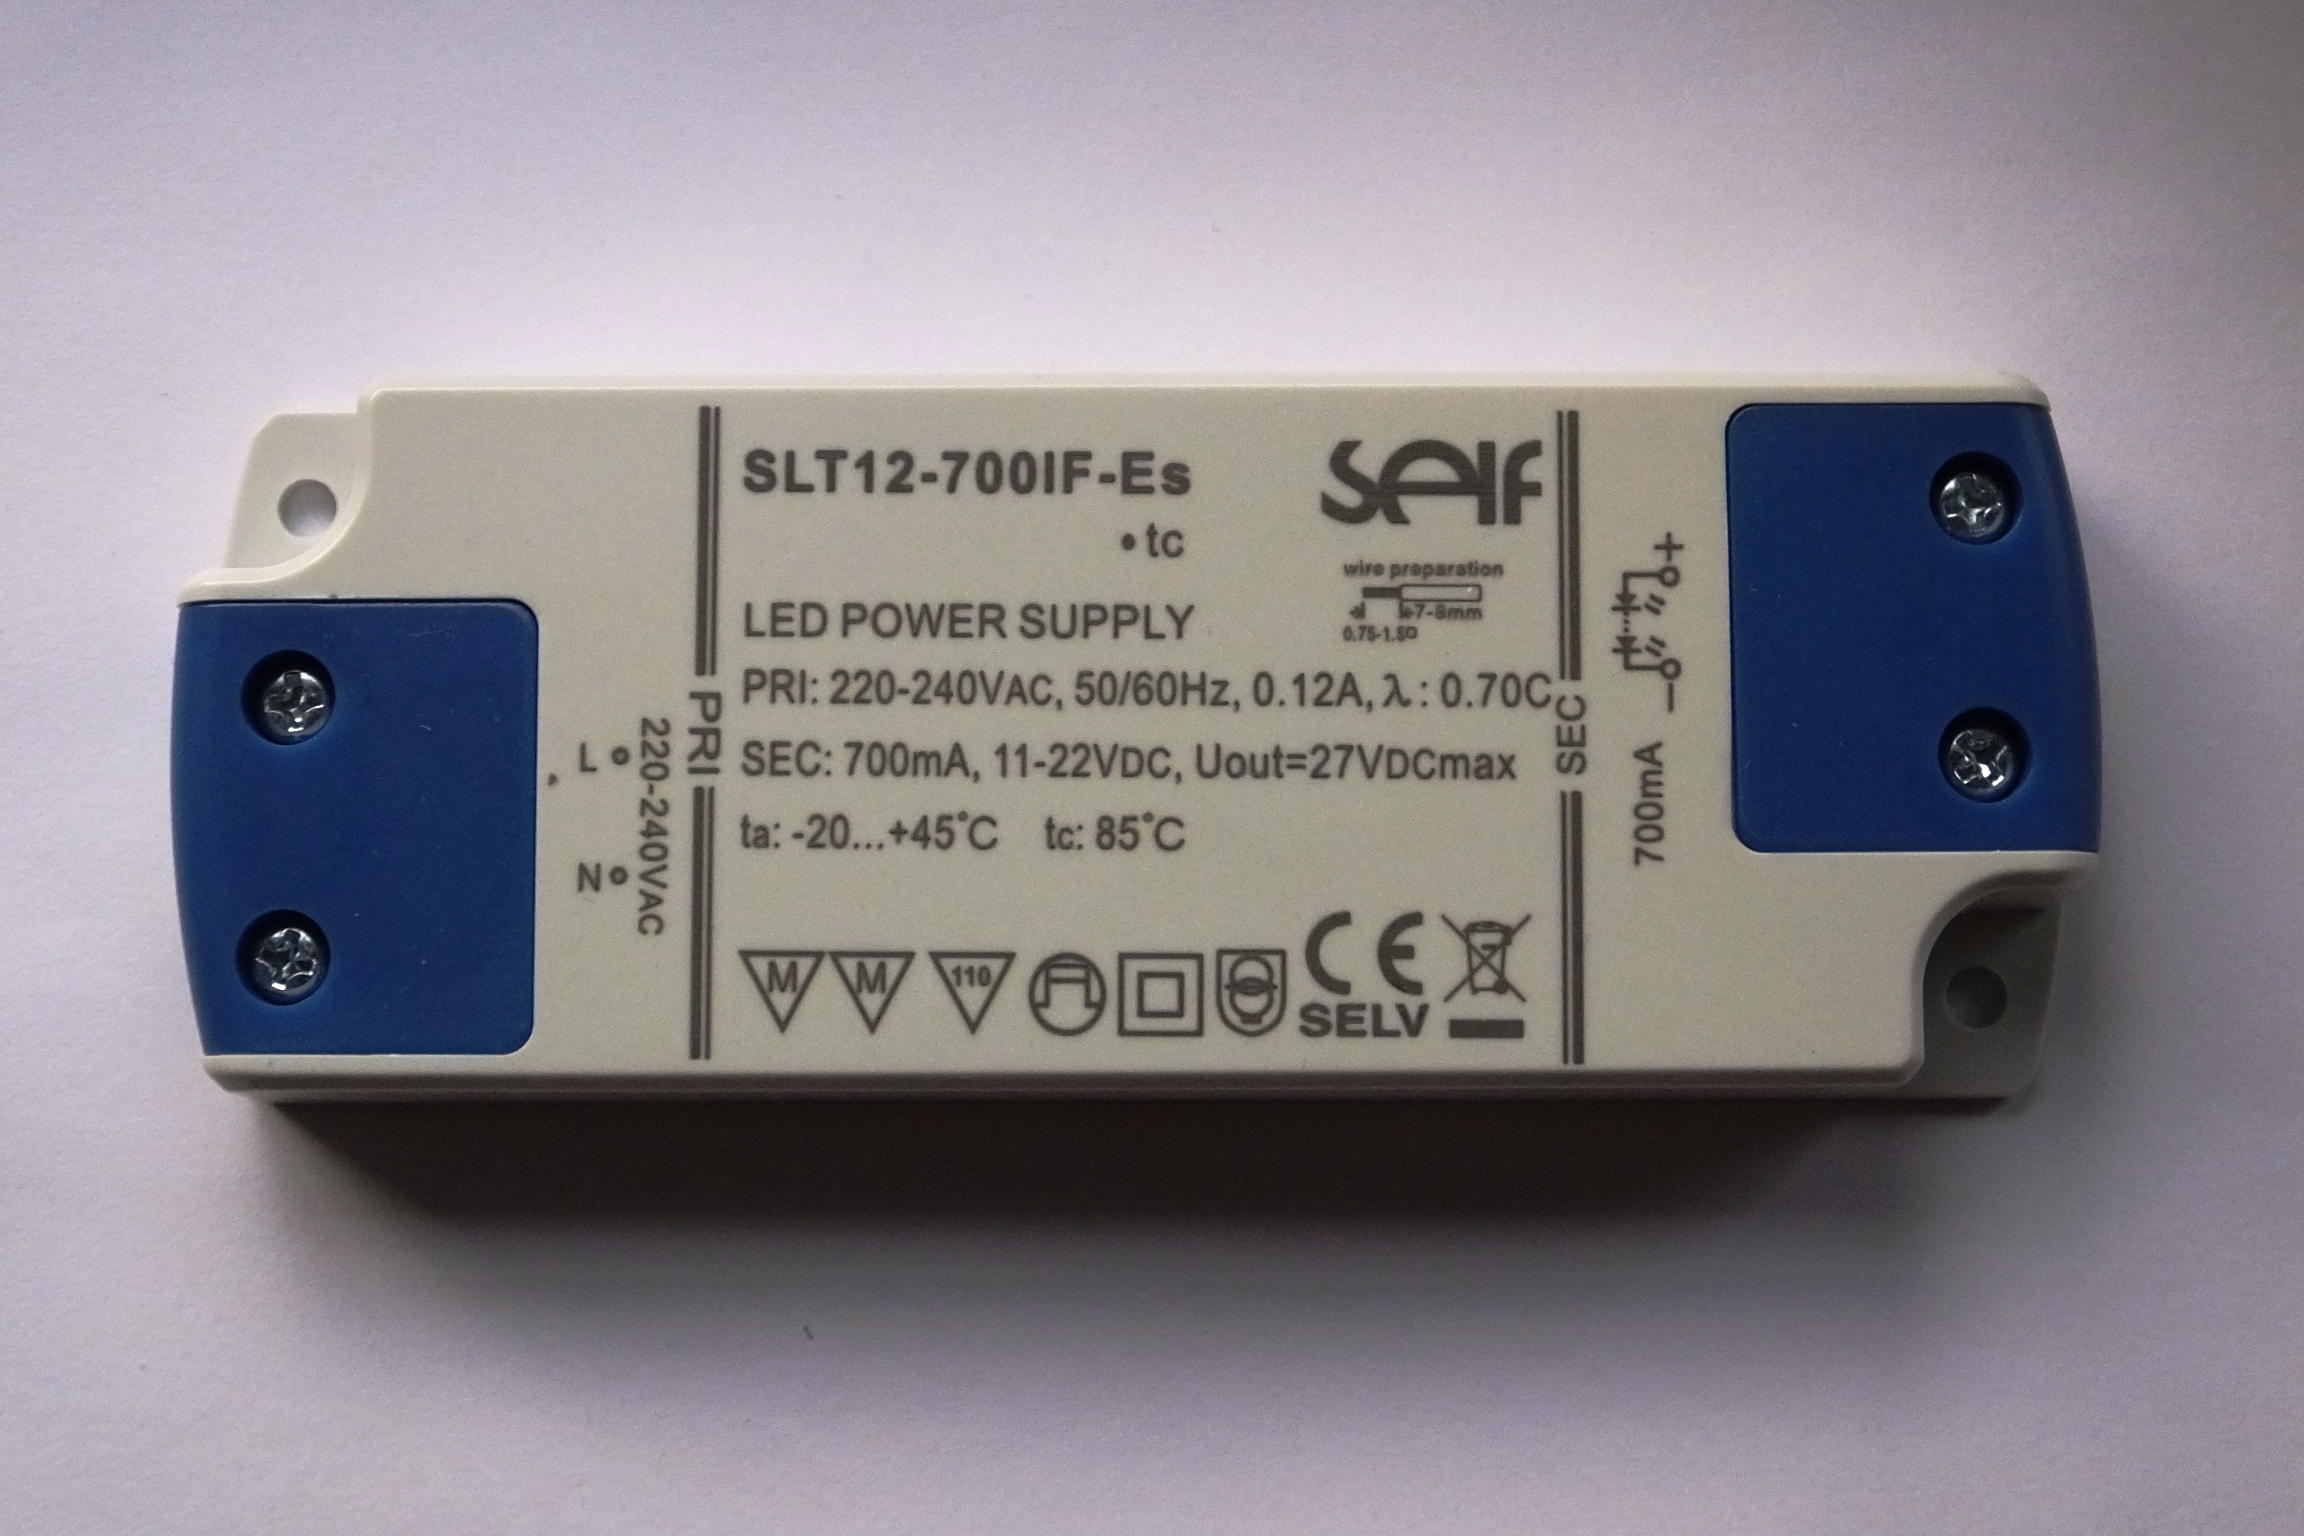 SLT12-700IF-Es
SELF
•tc
wire preparation
7-8mm
0.75-1.5□
LED POWER SUPPLY
PRI: 220-240VAC, 50/60Hz, 0.12A, λ: 0.70C
SEC: 700mA, 11-22VDC, Uout=27VDCmax
ta: -20...+45°C tc: 85°C
M M 110
CE
SELV
PRI
220-240VAC
L
N
SEC
+
−
700mA